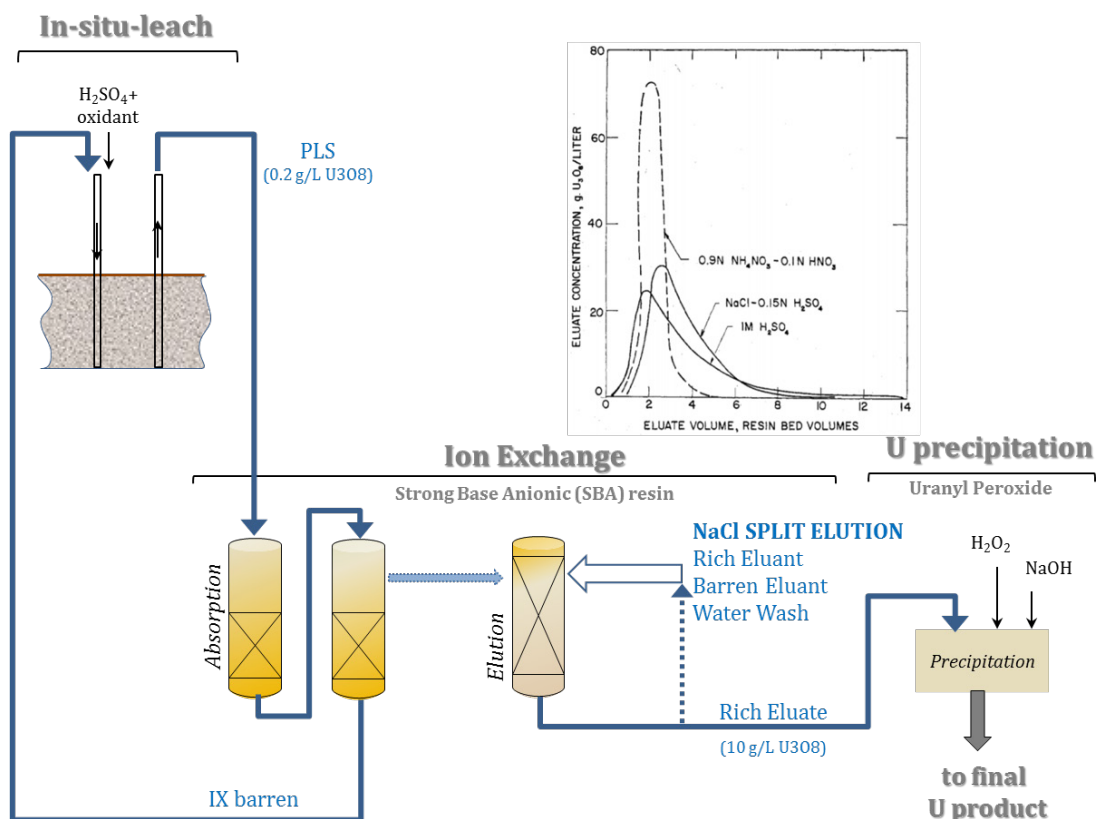 In-situ-leach
H₂SO₄+
oxidant
PLS
(0.2 g/L U3O8)
80
60
40
20
0
0 2 4 6 8 10 12 14
ELUATE CONCENTRATION, g. U₃O₈/LITER
0.9N NH₄NO₃-0.1N HNO₃
NaCl-0.15N H₂SO₄
1M H₂SO₄
ELUATE VOLUME, RESIN BED VOLUMES
Ion Exchange
Strong Base Anionic (SBA) resin
U precipitation
Uranyl Peroxide
Absorption
Elution
NaCl SPLIT ELUTION
Rich Eluant
Barren Eluant
Water Wash
H₂O₂
NaOH
Precipitation
Rich Eluate
(10 g/L U3O8)
IX barren
to final
U product